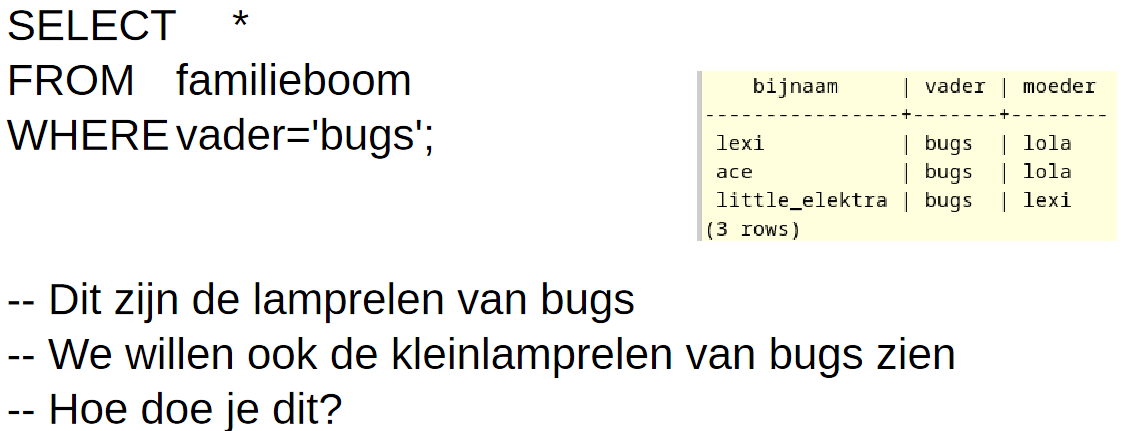 SELECT *
FROM familieboom
WHERE vader='bugs';
bijnaam | vader | moeder
----------------+-------+--------
lexi | bugs | lola
ace | bugs | lola
little_elektra | bugs | lexi
(3 rows)
-- Dit zijn de lamprelen van bugs
-- We willen ook de kleinlamprelen van bugs zien
-- Hoe doe je dit?